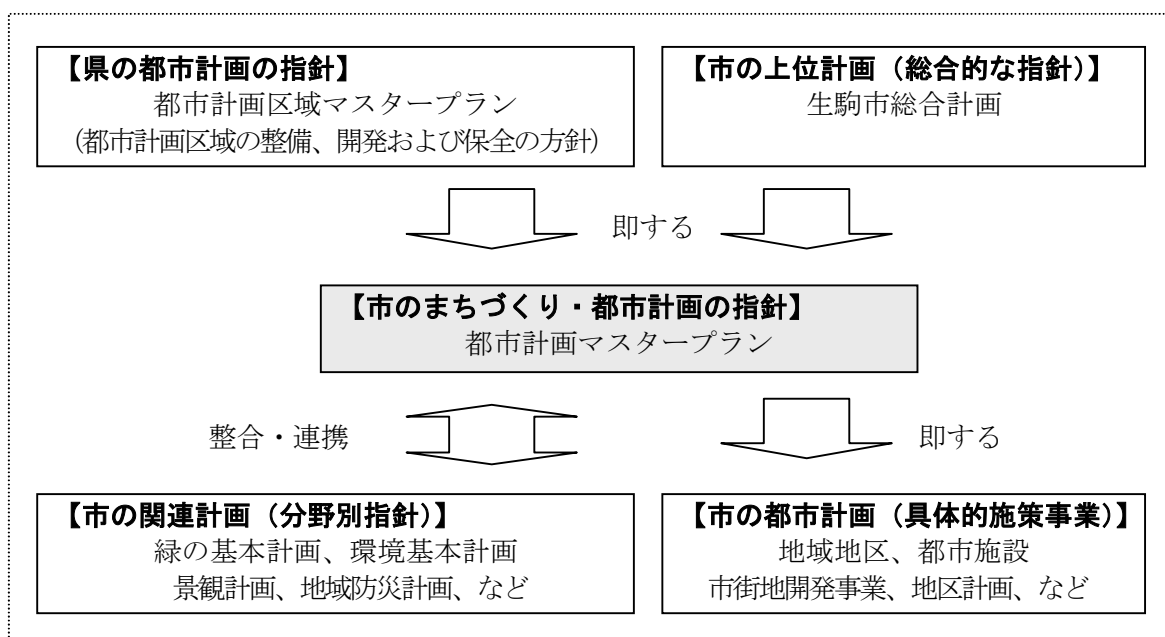 【県の都市計画の指針】
都市計画区域マスタープラン
（都市計画区域の整備、開発および保全の方針）
【市の上位計画（総合的な指針）】
生駒市総合計画
即する
【市のまちづくり・都市計画の指針】
都市計画マスタープラン
整合・連携
即する
【市の関連計画（分野別指針）】
緑の基本計画、環境基本計画
景観計画、地域防災計画、など
【市の都市計画（具体的施策事業）】
地域地区、都市施設
市街地開発事業、地区計画、など